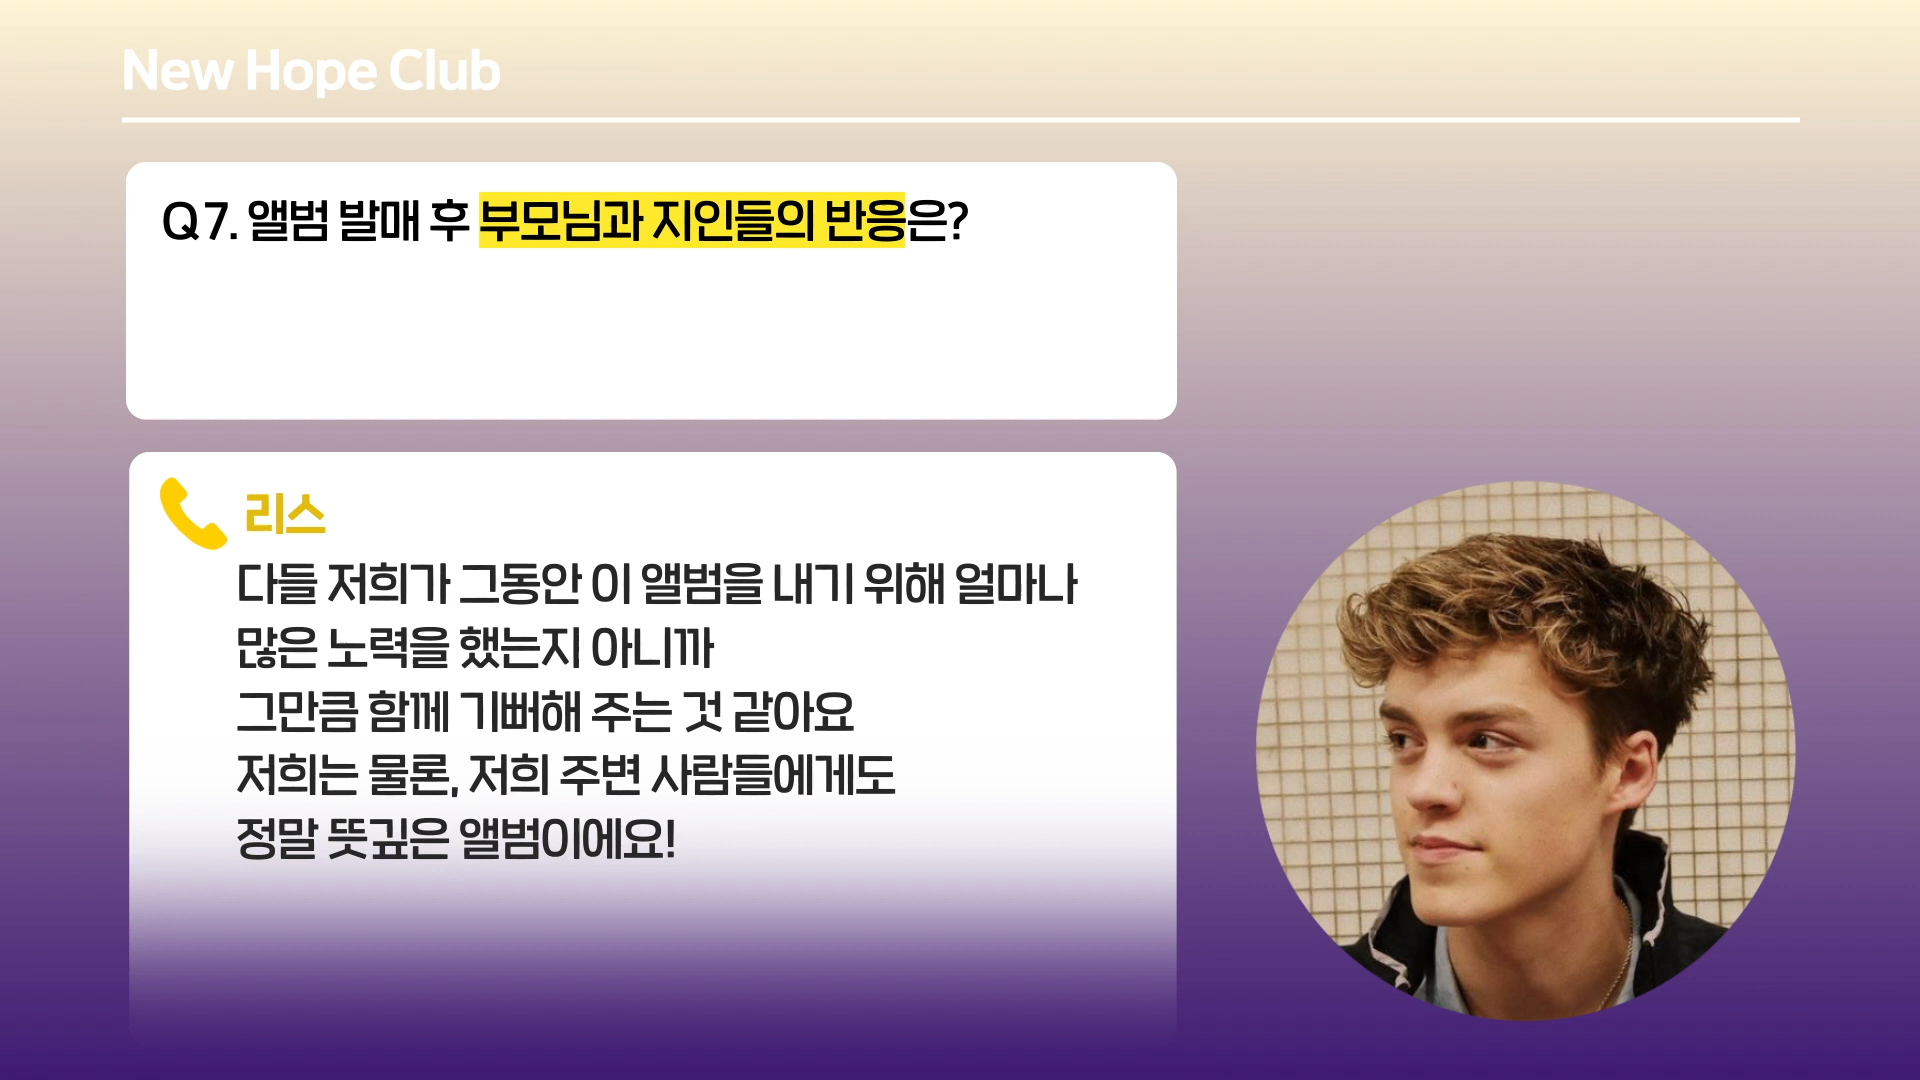 New Hope Club
Q7. 앨범 발매 후 부모님과 지인들의 반응은?
리스
다들 저희가 그동안 이 앨범을 내기 위해 얼마나
많은 노력을 했는지 아니까
그만큼 함께 기뻐해 주는 것 같아요
저희는 물론, 저희 주변 사람들에게도
정말 뜻깊은 앨범이에요!